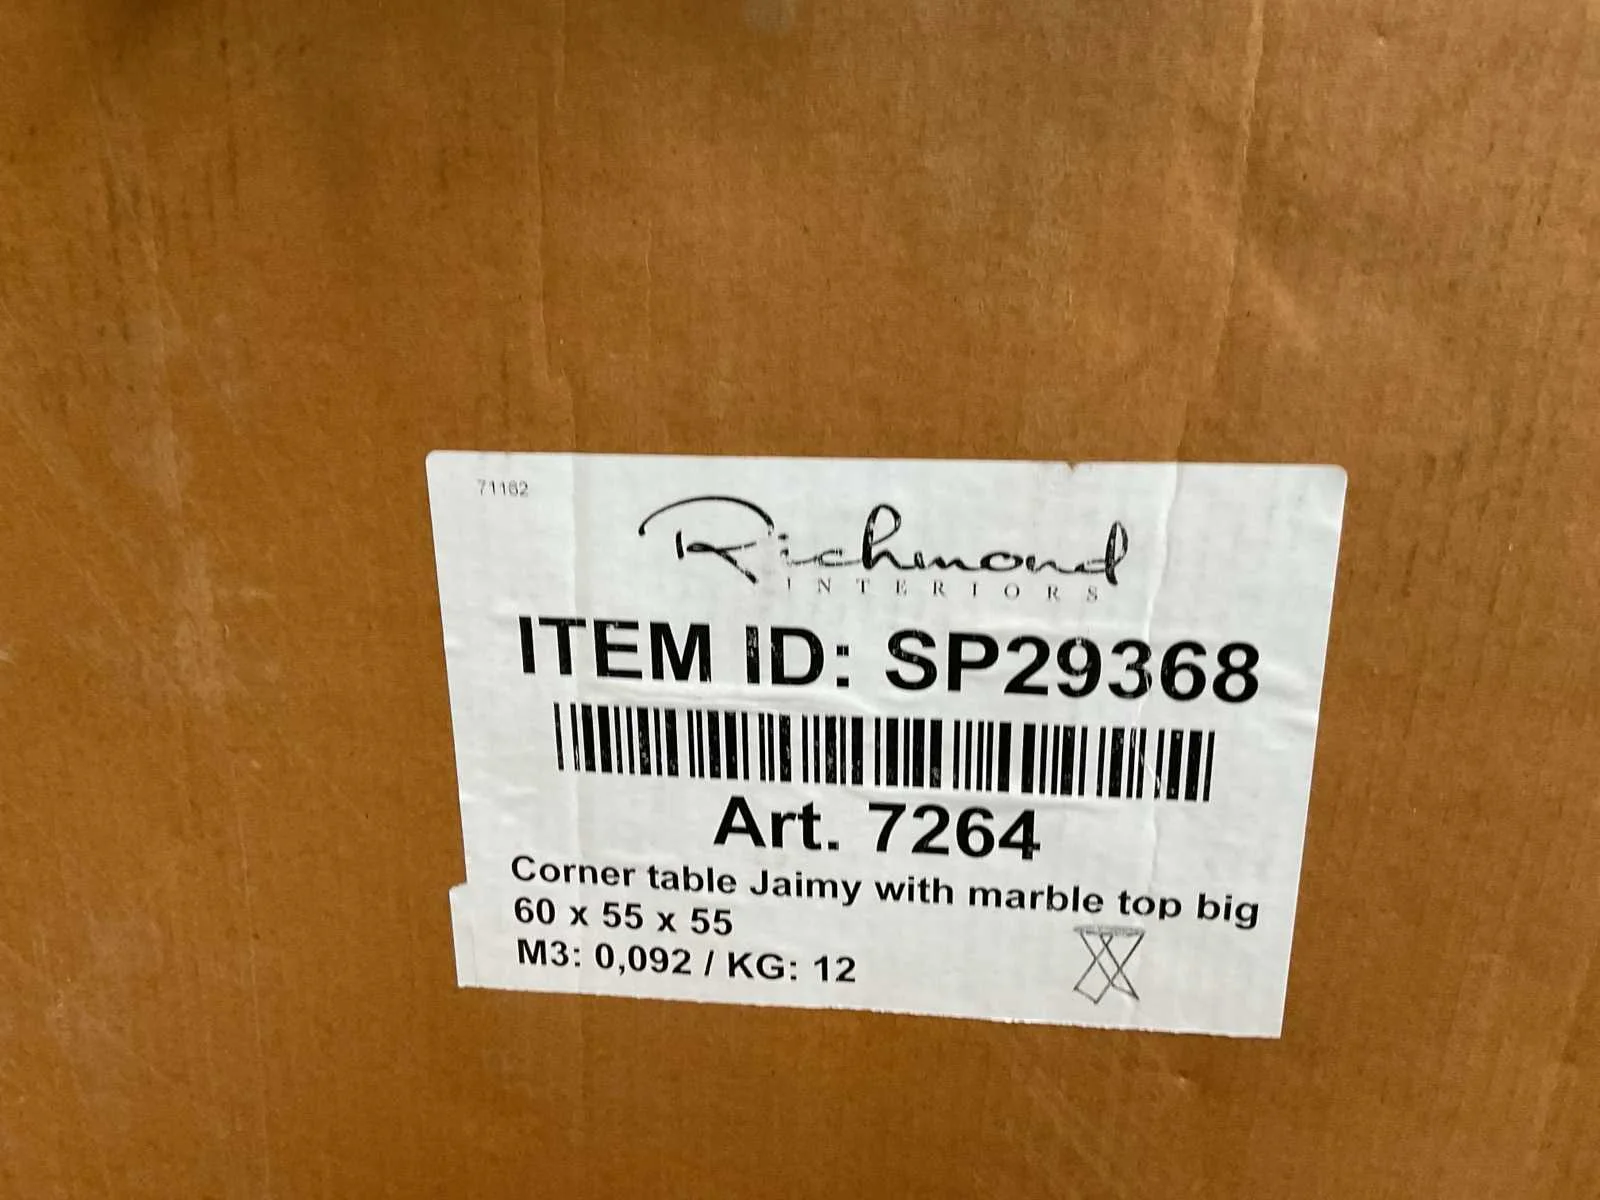 71162
Richmond
INTERIORS
ITEM ID: SP29368
Art. 7264
Corner table Jaimy with marble top big
60 x 55 x 55
M3: 0,092 / KG: 12